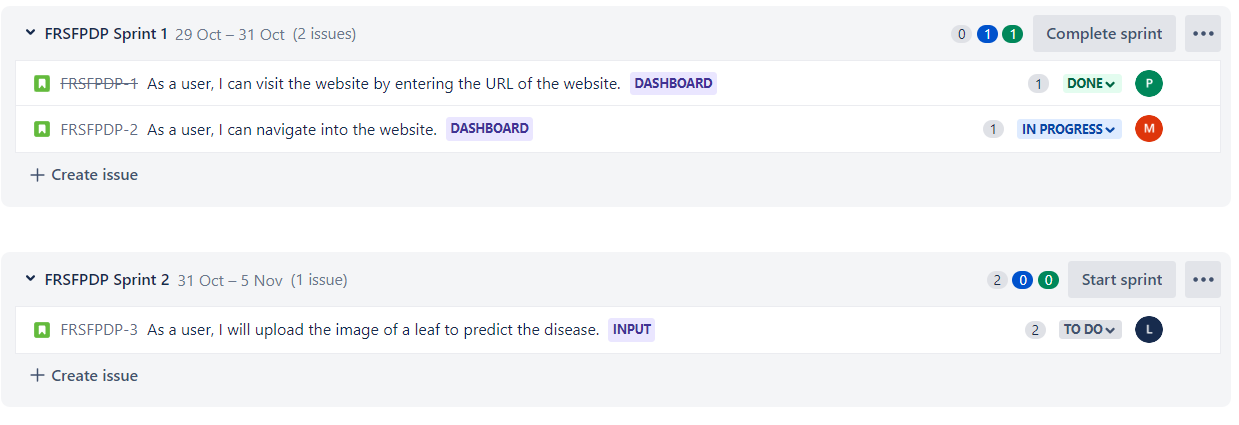 FRSFPDP Sprint 1 29 Oct – 31 Oct (2 issues) 0 1 1 Complete sprint
FRSFPDP-1 As a user, I can visit the website by entering the URL of the website. DASHBOARD 1 DONE P
FRSFPDP-2 As a user, I can navigate into the website. DASHBOARD 1 IN PROGRESS M
+ Create issue
FRSFPDP Sprint 2 31 Oct – 5 Nov (1 issue) 2 0 0 Start sprint
FRSFPDP-3 As a user, I will upload the image of a leaf to predict the disease. INPUT 2 TO DO L
+ Create issue